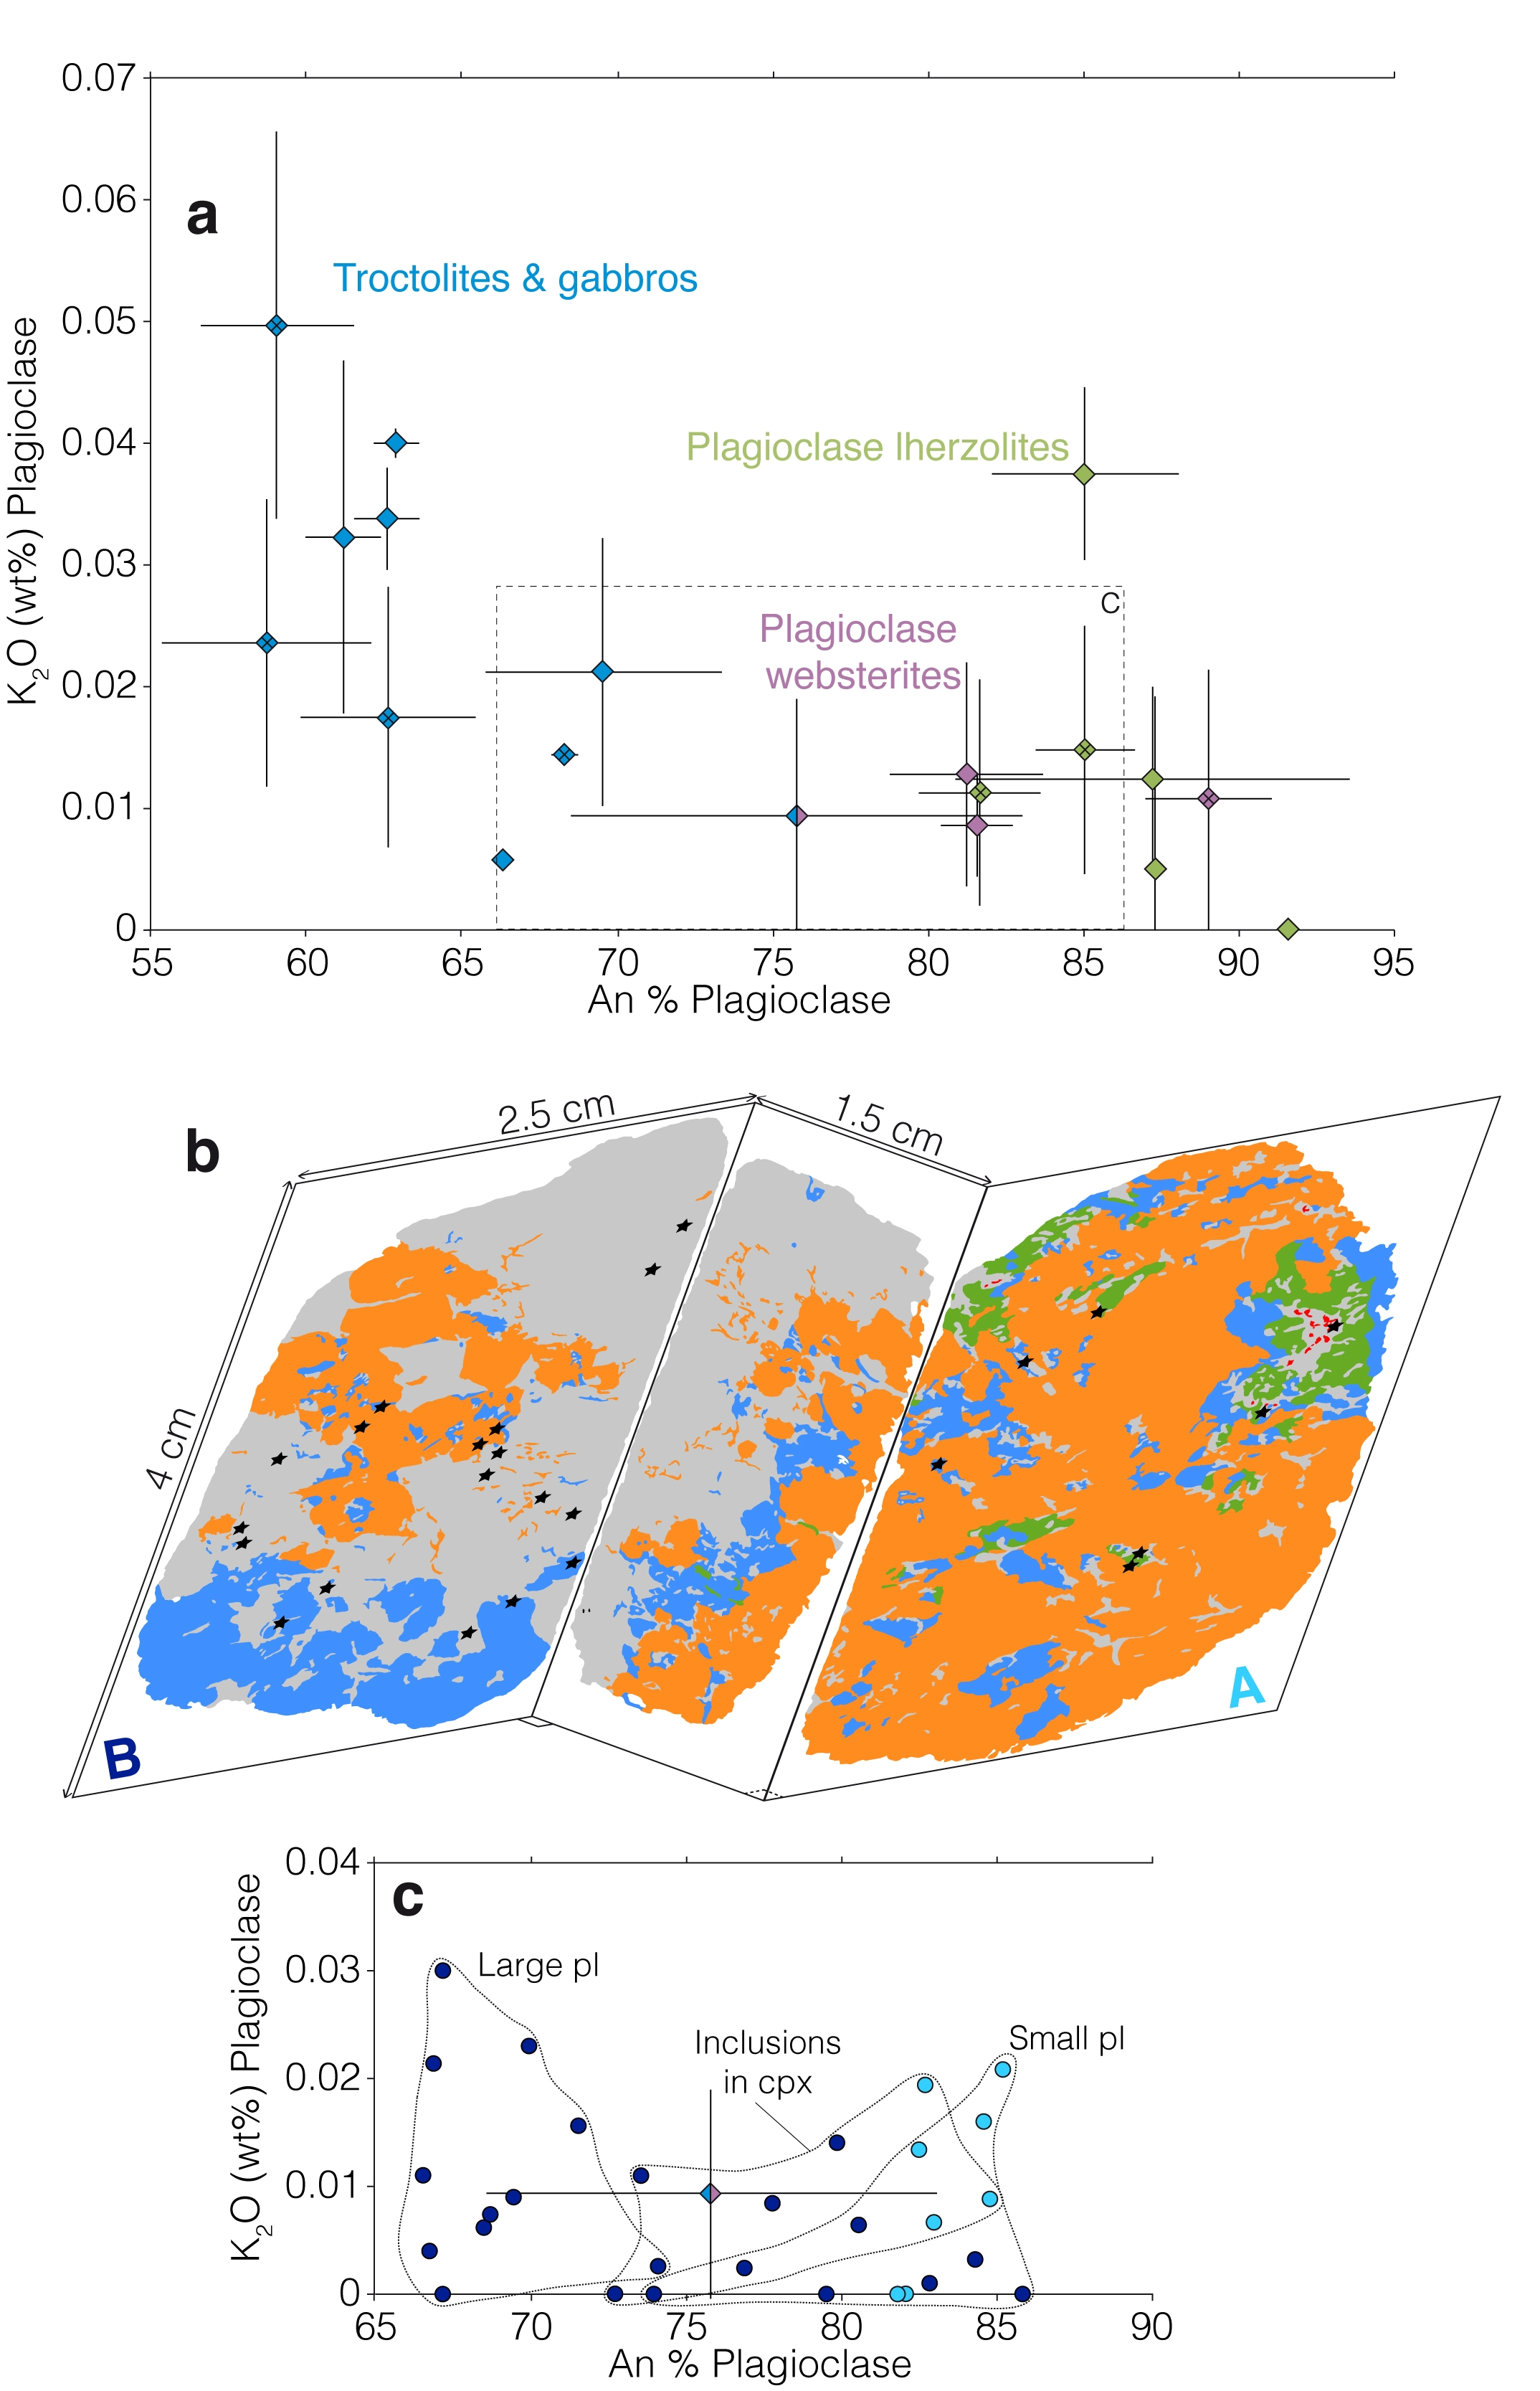 0.07
0.06
0.05
0.04
0.03
0.02
0.01
0
K₂O (wt%) Plagioclase
a
Troctolites & gabbros
Plagioclase lherzolites
C
Plagioclase
websterites
55 60 65 70 75 80 85 90 95
An % Plagioclase
b
2.5 cm
1.5 cm
4 cm
A
B
0.04
0.03
0.02
0.01
0
K₂O (wt%) Plagioclase
c
Large pl
Inclusions
in cpx
Small pl
65 70 75 80 85 90
An % Plagioclase